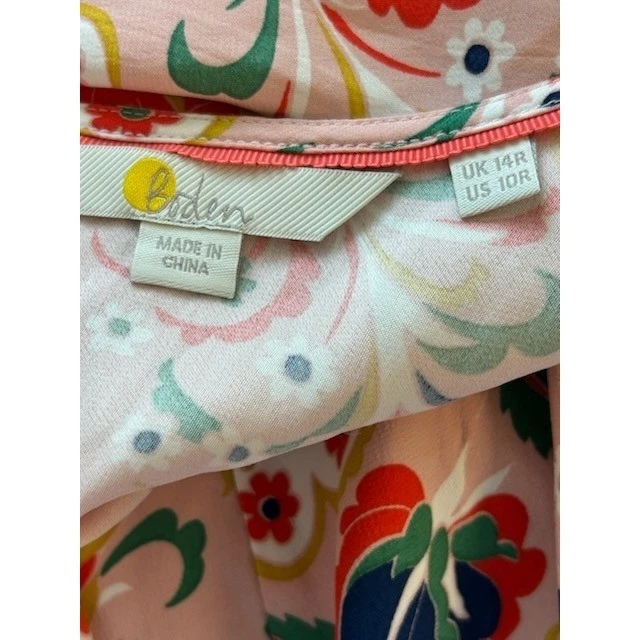 Boden
MADE IN
CHINA
UK 14R
US 10R